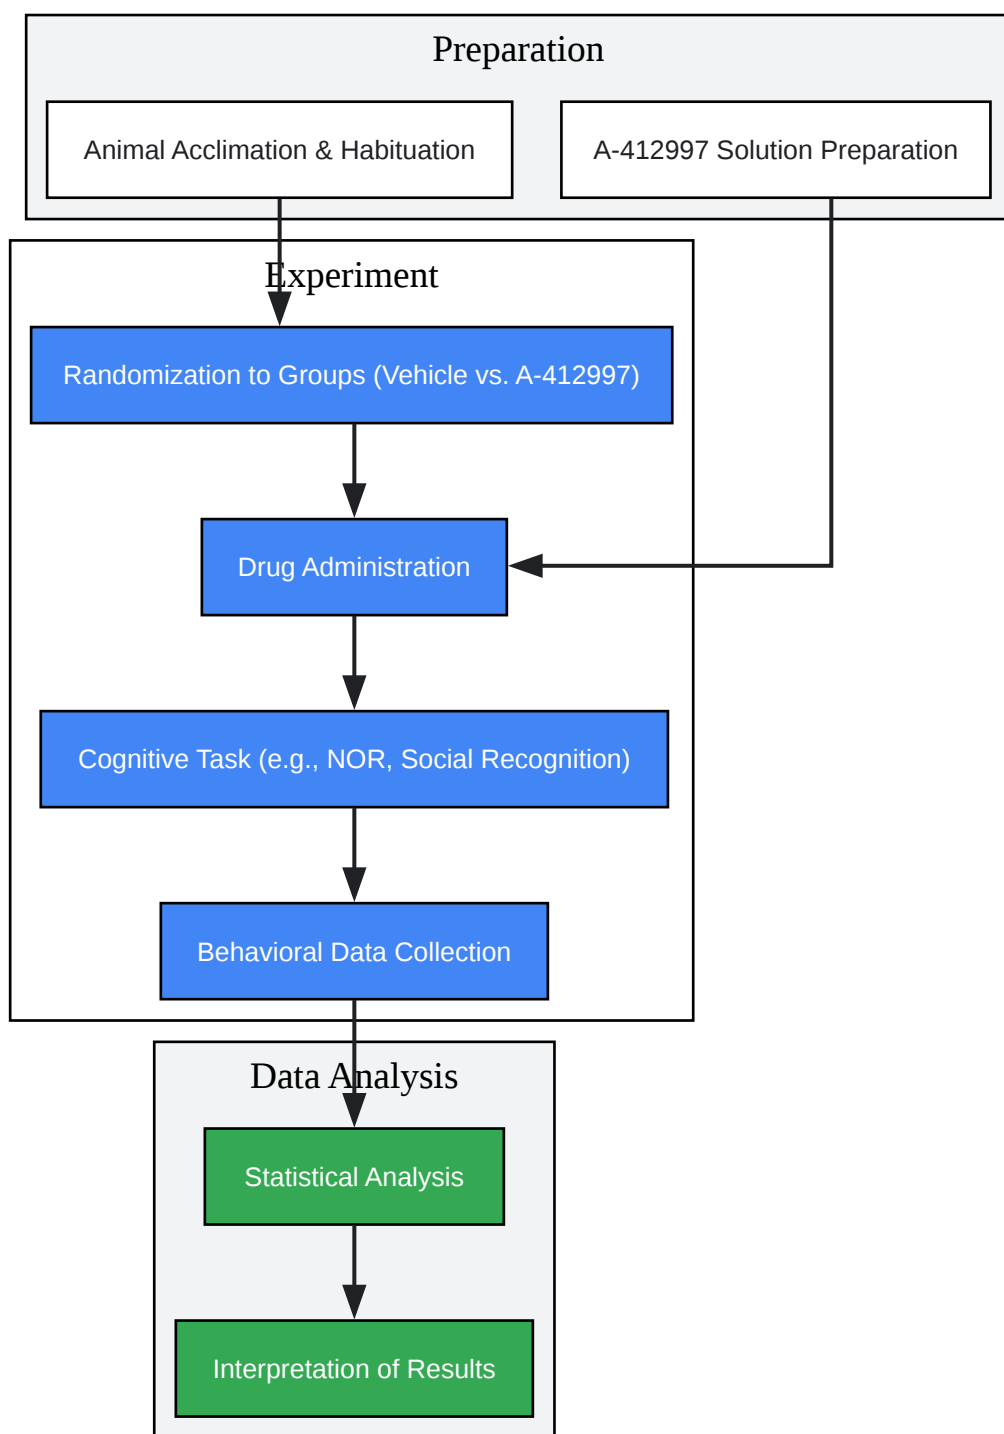 Preparation
Animal Acclimation & Habituation
A-412997 Solution Preparation
Experiment
Randomization to Groups (Vehicle vs. A-412997)
Drug Administration
Cognitive Task (e.g., NOR, Social Recognition)
Behavioral Data Collection
Data Analysis
Statistical Analysis
Interpretation of Results